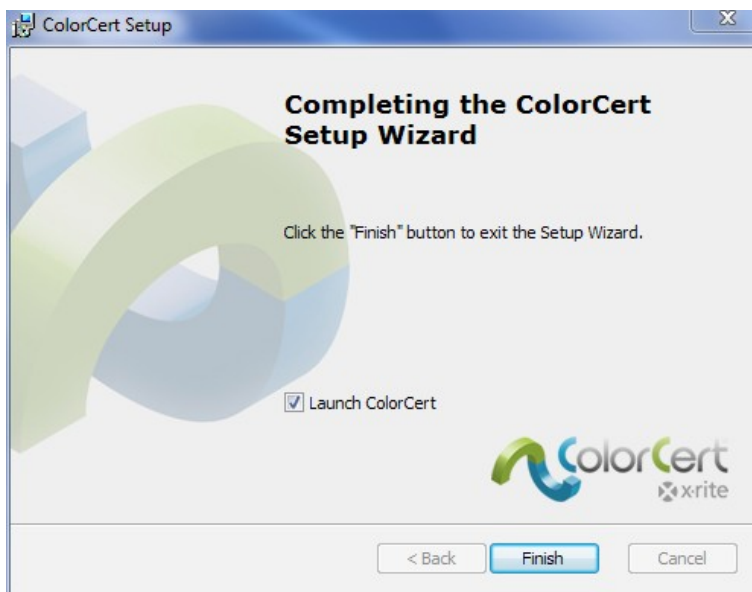 ColorCert Setup
Completing the ColorCert
Setup Wizard
Click the "Finish" button to exit the Setup Wizard.
Launch ColorCert
ColorCert
x·rite
< Back
Finish
Cancel